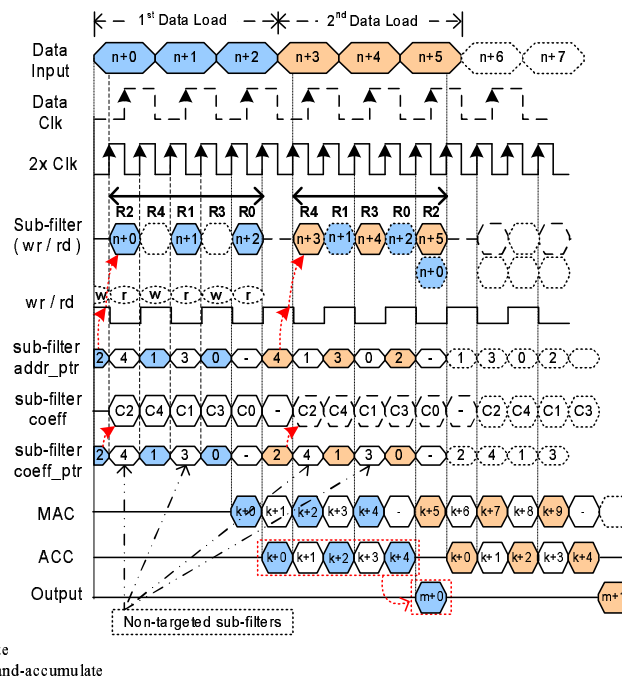 1st Data Load 2nd Data Load
Data Input n+0 n+1 n+2 n+3 n+4 n+5 n+6 n+7
Data Clk
2x Clk
R2 R4 R1 R3 R0 R4 R1 R3 R0 R2
Sub-filter (wr / rd) n+0 n+1 n+2 n+3 n+1 n+4 n+2 n+5
n+0
w r w r w r
wr / rd
sub-filter addr_ptr 2 4 1 3 0 - 4 1 3 0 2 - 1 3 0 2
sub-filter coeff C2 C4 C1 C3 C0 - C2 C4 C1 C3 C0 - C2 C4 C1 C3
sub-filter coeff_ptr 2 4 1 3 0 - 2 4 1 3 0 - 2 4 1 3
MAC k+0 k+1 k+2 k+3 k+4 - k+5 k+6 k+7 k+8 k+9 -
ACC k+0 k+1 k+2 k+3 k+4 k+0 k+1 k+2 k+3 k+4
Output m+0 m+1
Non-targeted sub-filters
and-accumulate